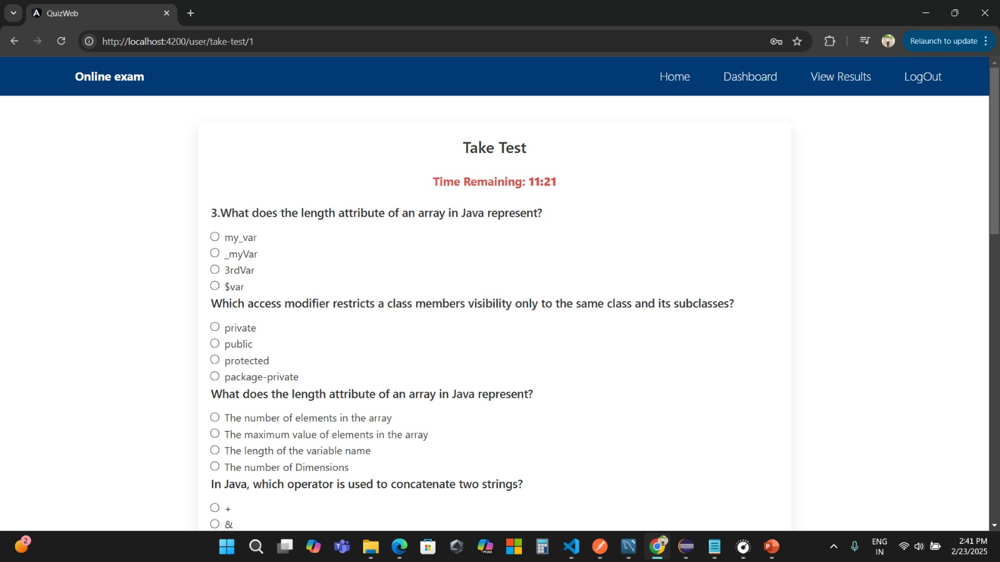 QuizWeb
http://localhost:4200/user/take-test/1
Relaunch to update
Online exam
Home
Dashboard
View Results
LogOut
Take Test
Time Remaining: 11:21
3.What does the length attribute of an array in Java represent?
my_var
_myVar
3rdVar
$var
Which access modifier restricts a class members visibility only to the same class and its subclasses?
private
public
protected
package-private
What does the length attribute of an array in Java represent?
The number of elements in the array
The maximum value of elements in the array
The length of the variable name
The number of Dimensions
In Java, which operator is used to concatenate two strings?
+
&
2
M365
ENG
IN
2:41 PM
2/23/2025